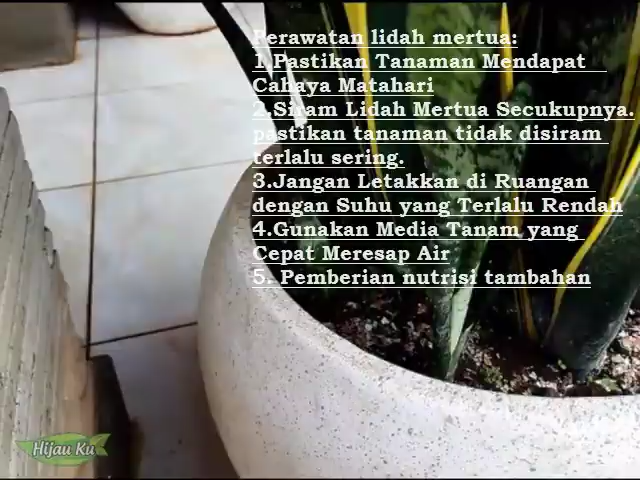 Perawatan lidah mertua:
1.Pastikan Tanaman Mendapat
Cahaya Matahari
2.Siram Lidah Mertua Secukupnya.
pastikan tanaman tidak disiram
terlalu sering.
3.Jangan Letakkan di Ruangan
dengan Suhu yang Terlalu Rendah
4.Gunakan Media Tanam yang
Cepat Meresap Air
5. Pemberian nutrisi tambahan
Hijau Ku